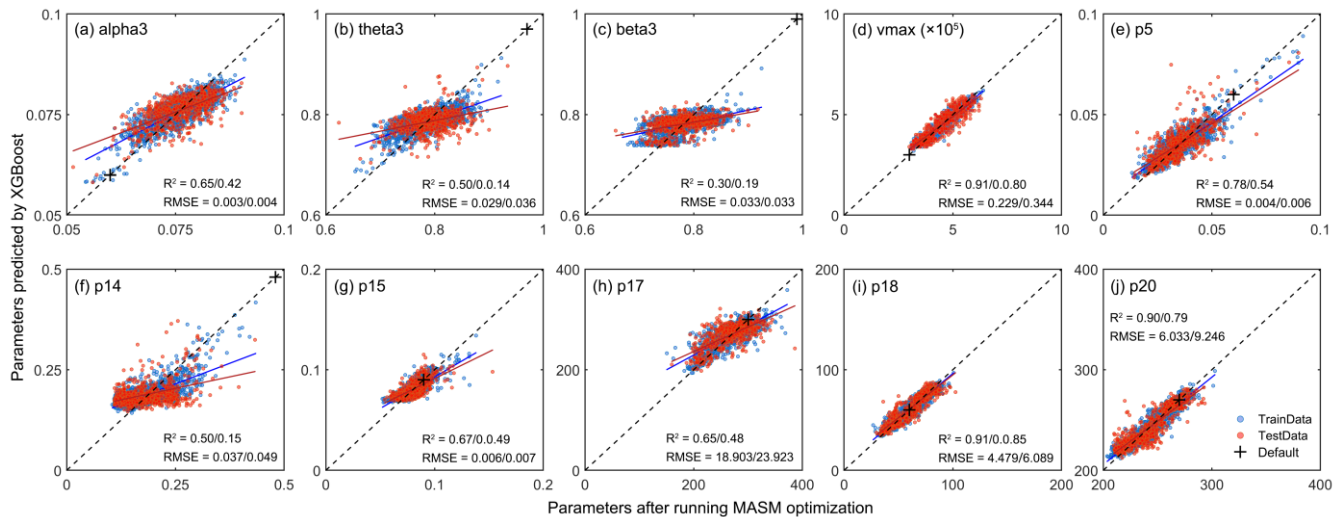 Parameters predicted by XGBoost
(a) alpha3
0.1
0.075
0.05
0.05
0.075
0.1
R² = 0.65/0.42
RMSE = 0.003/0.004
(b) theta3
1
0.8
0.6
0.6
0.8
1
R² = 0.50/0.0.14
RMSE = 0.029/0.036
(c) beta3
1
0.8
0.6
0.6
0.8
1
R² = 0.30/0.19
RMSE = 0.033/0.033
(d) vmax (×10⁵)
10
5
0
0
5
10
R² = 0.91/0.0.80
RMSE = 0.229/0.344
(e) p5
0.1
0.05
0
0
0.05
0.1
R² = 0.78/0.54
RMSE = 0.004/0.006
(f) p14
0.5
0.25
0
0
0.25
0.5
R² = 0.50/0.15
RMSE = 0.037/0.049
(g) p15
0.2
0.1
0
0
0.1
0.2
R² = 0.67/0.0.49
RMSE = 0.006/0.007
(h) p17
400
200
0
0
200
400
R² = 0.65/0.48
RMSE = 18.903/23.923
(i) p18
200
100
0
0
100
200
R² = 0.91/0.0.85
RMSE = 4.479/6.089
(j) p20
400
300
200
200
300
400
R² = 0.90/0.79
RMSE = 6.033/9.246
TrainData
TestData
Default
Parameters after running MASM optimization